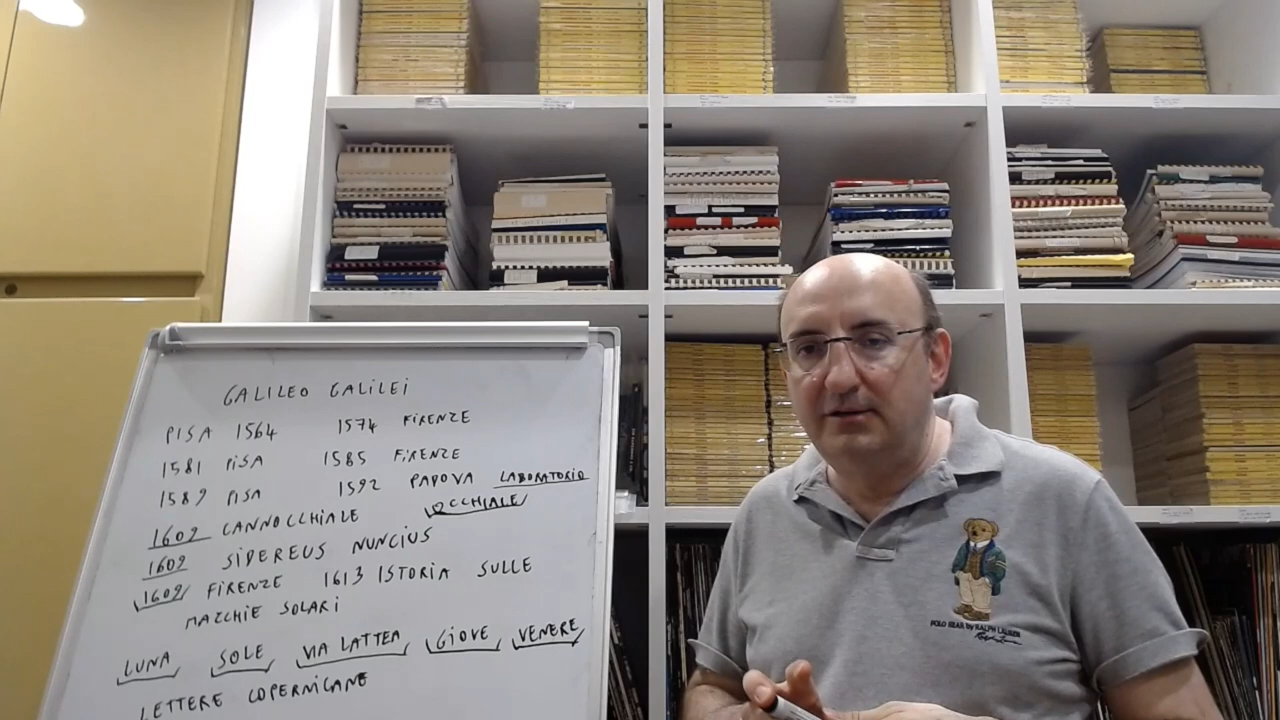 GALILEO GALILEI
PISA 1564 1574 FIRENZE
1581 PISA 1585 FIRENZE
1589 PISA 1592 PADOVA LABORATORIO
OCCHIALE
1609 CANNOCCHIALE
1609 SIDEREUS NUNCIUS
1609 FIRENZE 1613 ISTORIA SULLE
MACCHIE SOLARI
LUNA SOLE VIA LATTEA GIOVE VENERE
LETTERE COPERNICANE
POLO BEAR by RALPH LAUREN